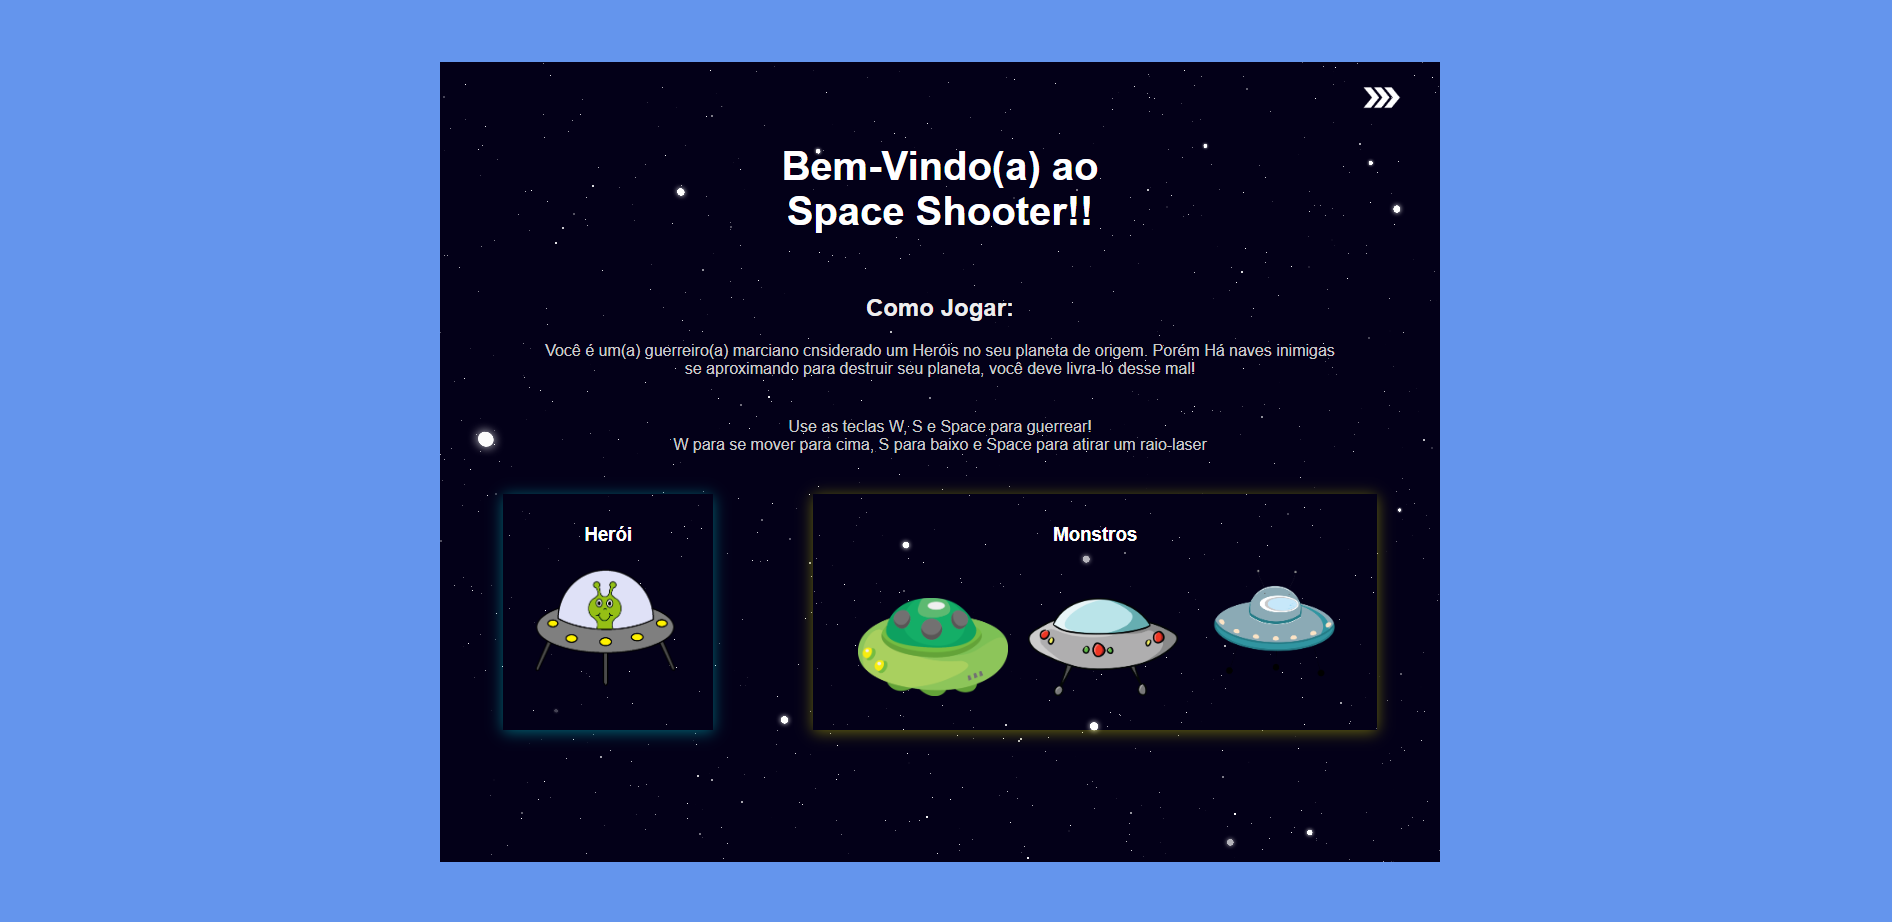 Bem-Vindo(a) ao
Space Shooter!!
Como Jogar:
Você é um(a) guerreiro(a) marciano cnsiderado um Heróis no seu planeta de origem. Porém Há naves inimigas
se aproximando para destruir seu planeta, você deve livra-lo desse mal!
Use as teclas W, S e Space para guerrear!
W para se mover para cima, S para baixo e Space para atirar um raio-laser
Herói
Monstros